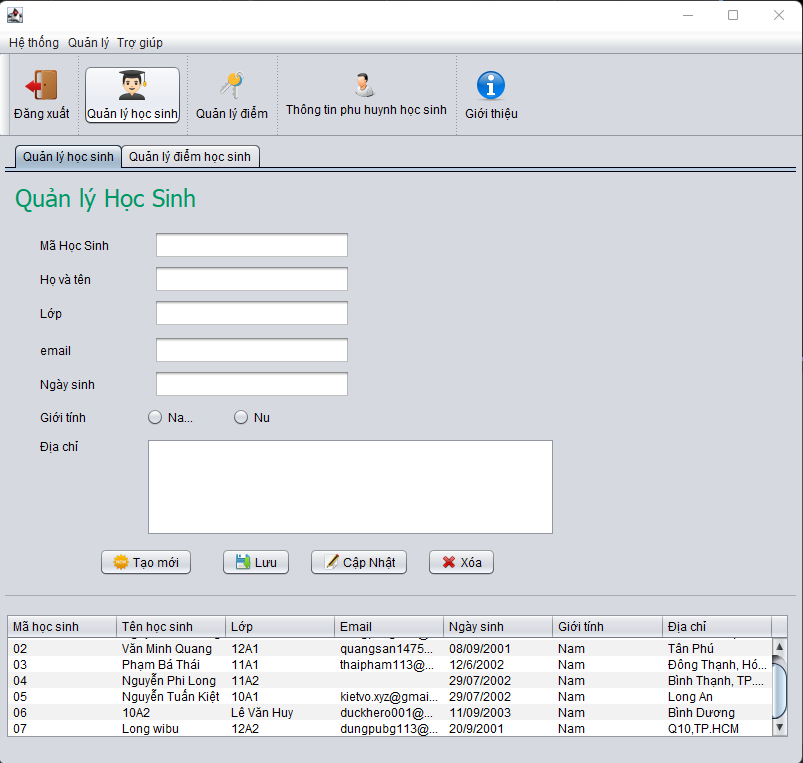 Hệ thống Quản lý Trợ giúp
Đăng xuất Quản lý học sinh Quản lý điểm Thông tin phu huynh học sinh Giới thiệu
Quản lý học sinh Quản lý điểm học sinh
Quản lý Học Sinh
Mã Học Sinh
Họ và tên
Lớp
email
Ngày sinh
Giới tính Na... Nu
Địa chỉ
Tạo mới Lưu Cập Nhật Xóa
Mã học sinh Tên học sinh Lớp Email Ngày sinh Giới tính Địa chỉ
02 Văn Minh Quang 12A1 quangsan1475... 08/09/2001 Nam Tân Phú
03 Phạm Bá Thái 11A1 thaipham113@... 12/6/2002 Nam Đông Thạnh, Hó...
04 Nguyễn Phi Long 11A2 29/07/2002 Nam Bình Thạnh, TP....
05 Nguyễn Tuấn Kiệt 10A1 kietvo.xyz@gmai... 29/07/2002 Nam Long An
06 10A2 Lê Văn Huy duckhero001@... 11/09/2003 Nam Bình Dương
07 Long wibu 12A2 dungpubg113@... 20/9/2001 Nam Q10,TP.HCM